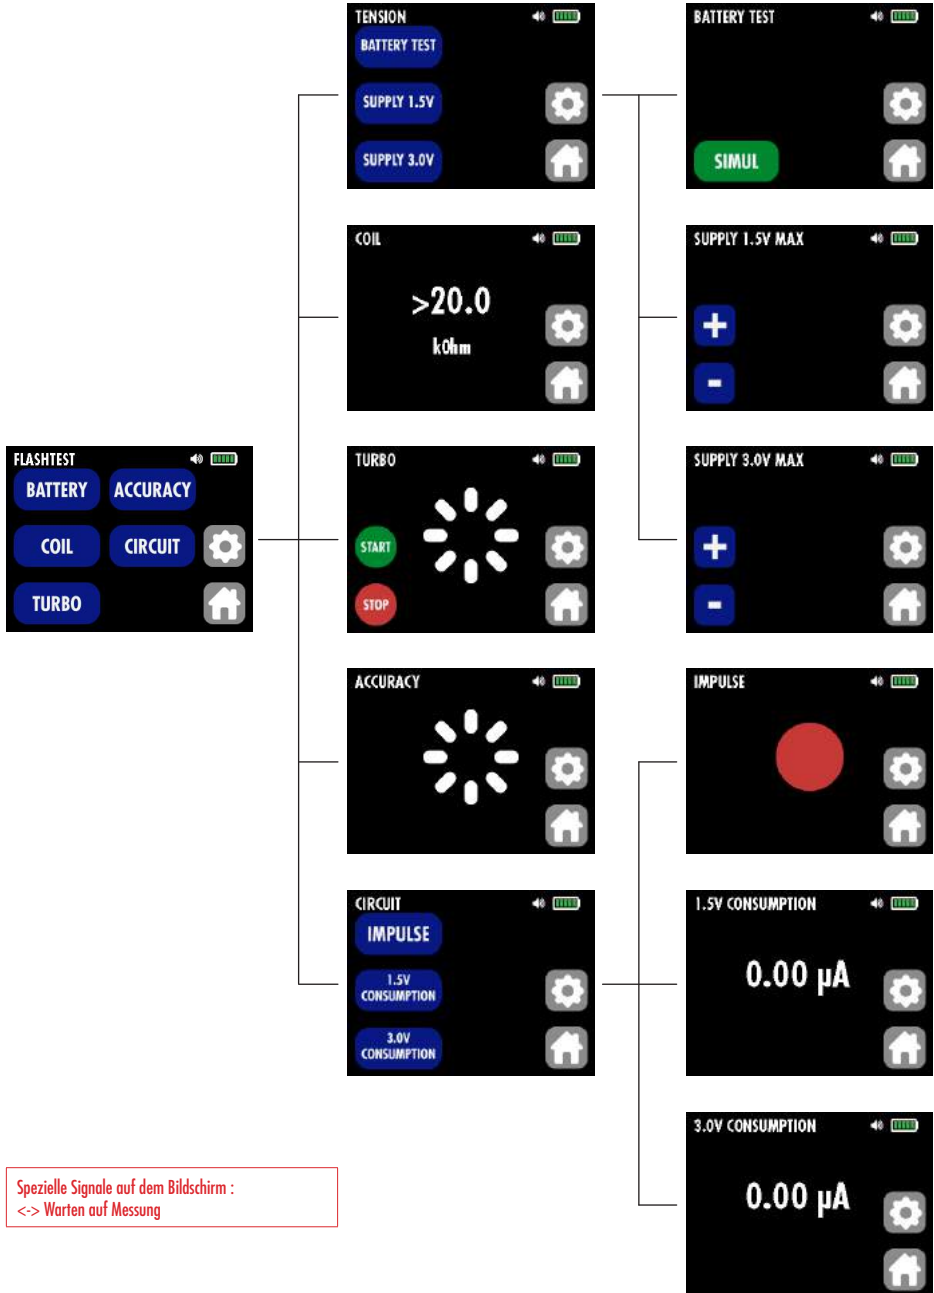 TENSION
BATTERY TEST
SUPPLY 1.5V
SUPPLY 3.0V
BATTERY TEST
SIMUL
COIL
>20.0
kOhm
SUPPLY 1.5V MAX
+
-
FLASHTEST
BATTERY ACCURACY
COIL CIRCUIT
TURBO
TURBO
START
STOP
SUPPLY 3.0V MAX
+
-
ACCURACY
IMPULSE
CIRCUIT
IMPULSE
1.5V
CONSUMPTION
3.0V
CONSUMPTION
1.5V CONSUMPTION
0.00 µA
3.0V CONSUMPTION
0.00 µA
Spezielle Signale auf dem Bildschirm :
<-> Warten auf Messung